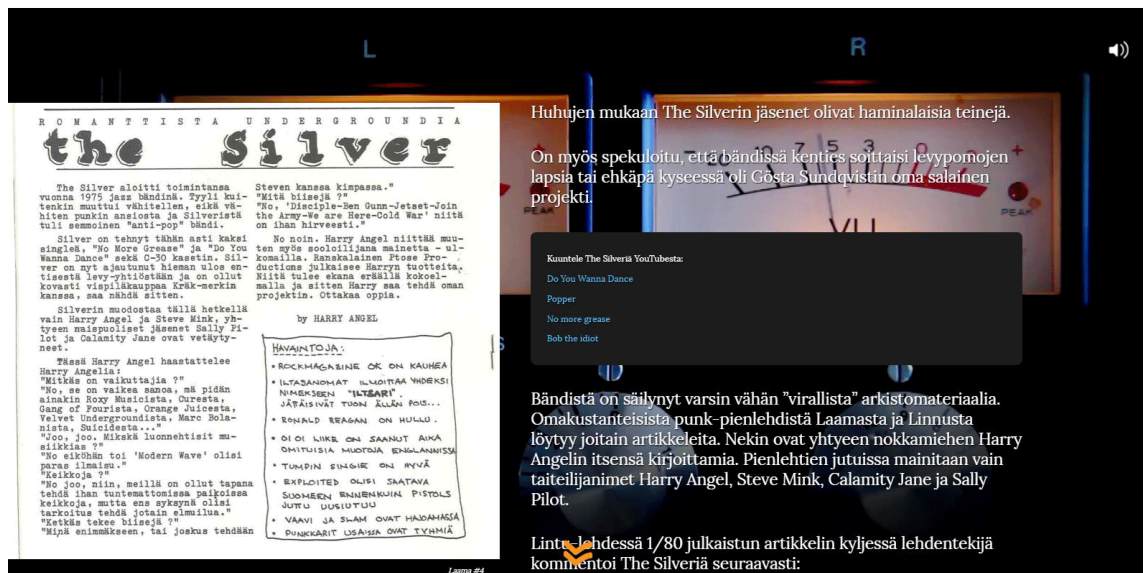 L
R
ROMANTTISTA UNDERGROUNDIA
the Silver
The Silver aloitti toimintansa
vuonna 1975 jazz bändinä. Tyyli kui-
tenkin muuttui vähitellen, eikä vä-
hiten punkin ansiosta ja Silveristä
tuli semmoinen "anti-pop" bändi.
Silver on tehnyt tähän asti kaksi
singleä, "No More Grease" ja "Do You
Wanna Dance" sekä C-30 kasetin. Sil-
ver on nyt ajautunut hieman ulos en-
tisestä levy-yhtiöstään ja on ollut
kovasti vispiläkauppaa Kräk-merkin
kanssa, saa nähdä sitten.
Silverin muodostaa tällä hetkellä
vain Harry Angel ja Steve Mink, yh-
tyeen maispuoliset jäsenet Sally Pi-
lot ja Calamity Jane ovat vetäyty-
neet.
Tässä Harry Angel haastattelee
Harry Angelia:
"Mitkäs on vaikuttajia ?"
"No, se on vaikea sanoa, mä pidän
ainakin Roxy Musicista, Curesta,
Gang of Fourista, Orange Juicesta,
Velvet Undergroundista, Marc Bola-
nista, Suicidesta..."
"Joo, joo. Mikskä luonnehtisit mu-
siikkias ?"
"No eiköhän toi 'Modern Wave' olisi
paras ilmaisu."
"Keikkoja ?"
"No joo, niin, meillä on ollut tapana
tehdä ihan tuntemattomissa paikoissa
keikkoja, mutta ens syksynä olisi
tarkoitus tehdä jotain elmuilua."
"Ketkäs tekee biisejä ?"
"Minä enimmäkseen, tai joskus tehdään
Steven kanssa kimpassa."
"Mitä biisejä ?"
"No, 'Disciple-Ben Gunn-Jetset-Join
the Army-We are Here-Cold War' niitä
on ihan hirveesti."
No noin. Harry Angel niittää muu-
ten myös sooloilijana mainetta - ul-
komailla. Ranskalainen Ptose Pro-
ductions julkaisee Harryn tuotteita.
Niitä tulee ekana eräällä kokoel-
malla ja sitten Harry saa tehdä oman
projektin. Ottakaa oppia.
by HARRY ANGEL
HAVAINTOJA:
• ROCKMAGAZINE OK ON KAUHEA
• ILTASANOMAT ILMOITTAA YHDEKSI
NIMEKSEEN "ILTSARI".
JÄTÄISIVÄT TUON ÄLLÄN POIS...
• RONALD REAGAN ON HULLU.
• OI OI LIIKE ON SAANUT AIKA
OMITUISIA MUOTOJA ENGLANNISSA
• TUMPIN SINGLE ON HYVÄ
• EXPLOITED OLISI SAATAVA
SUOMEEN ENNENKUIN PISTOLS
JUTTU UUSIUTUU
• VAAVI JA SLAM OVAT HAJOAMASSA
• PUNKKARIT USAISSA OVAT TYHMIÄ
Laama #4
Huhujen mukaan The Silverin jäsenet olivat haminalaisia teinejä.
On myös spekuloitu, että bändissä kenties soittaisi levypomojen
lapsia tai ehkäpä kyseessä oli Gösta Sundqvistin oma salainen
projekti.
10 7 5 3
+
PEAK
PEAK
VU
Kuuntele The Silveriä YouTubesta:
Do You Wanna Dance
Popper
No more grease
Bob the idiot
Bändistä on säilynyt varsin vähän ”virallista” arkistomateriaalia.
Omakustanteisista punk-pienlehdistä Laamasta ja Linnusta
löytyy joitain artikkeleita. Nekin ovat yhtyeen nokkamiehen Harry
Angelin itsensä kirjoittamia. Pienlehtien jutuissa mainitaan vain
taiteilijanimet Harry Angel, Steve Mink, Calamity Jane ja Sally
Pilot.
Lintu-lehdessä 1/80 julkaistun artikkelin kyljessä lehdentekijä
kommentoi The Silveriä seuraavasti: